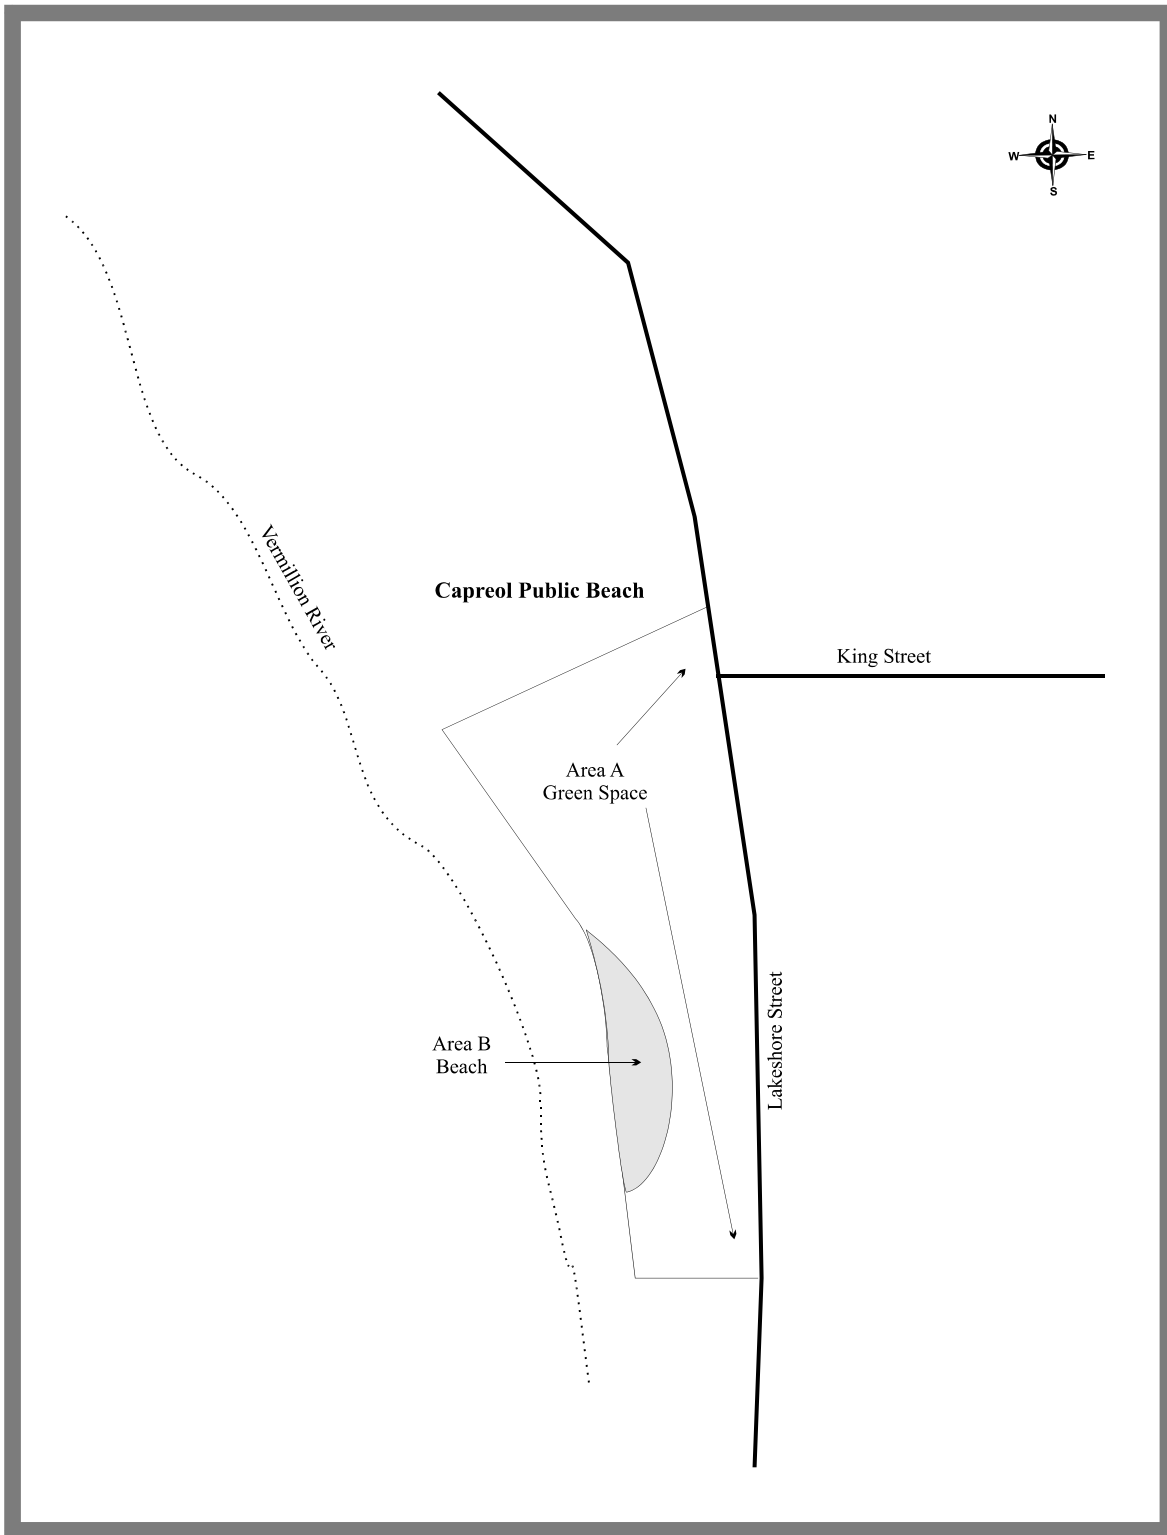 N
W E
S
Vermillion River
Capreol Public Beach
King Street
Area A
Green Space
Lakeshore Street
Area B
Beach